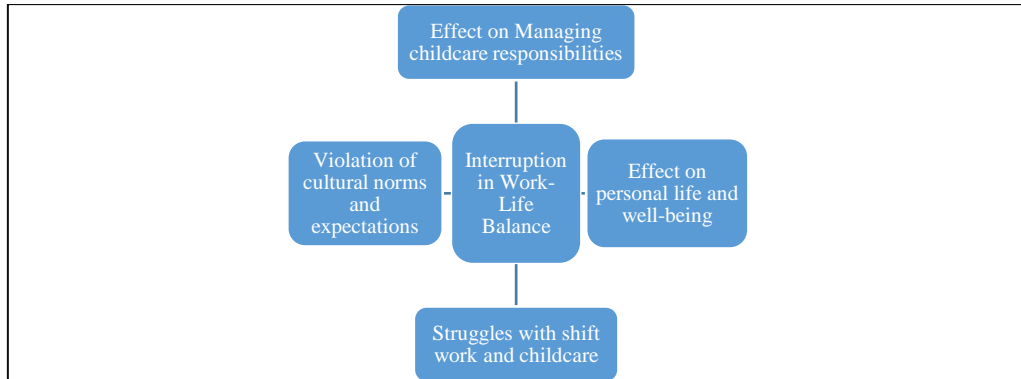 Effect on Managing
childcare responsibilities
Violation of
cultural norms
and
expectations
Interruption
in Work-
Life
Balance
Effect on
personal life and
well-being
Struggles with shift
work and childcare